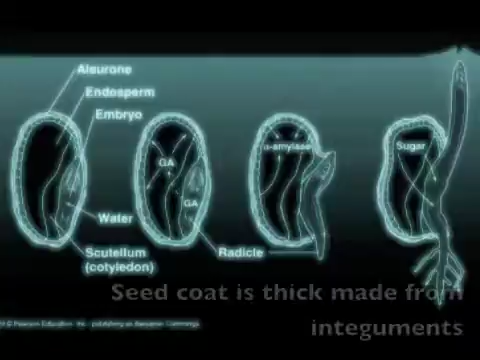 Aleurone
Endosperm
Embryo
GA
α-amylase
Sugar
GA
Water
Scutellum
(cotyledon)
Radicle
Seed coat is thick made from
integuments
© Pearson Education, Inc., publishing as Benjamin Cummings.